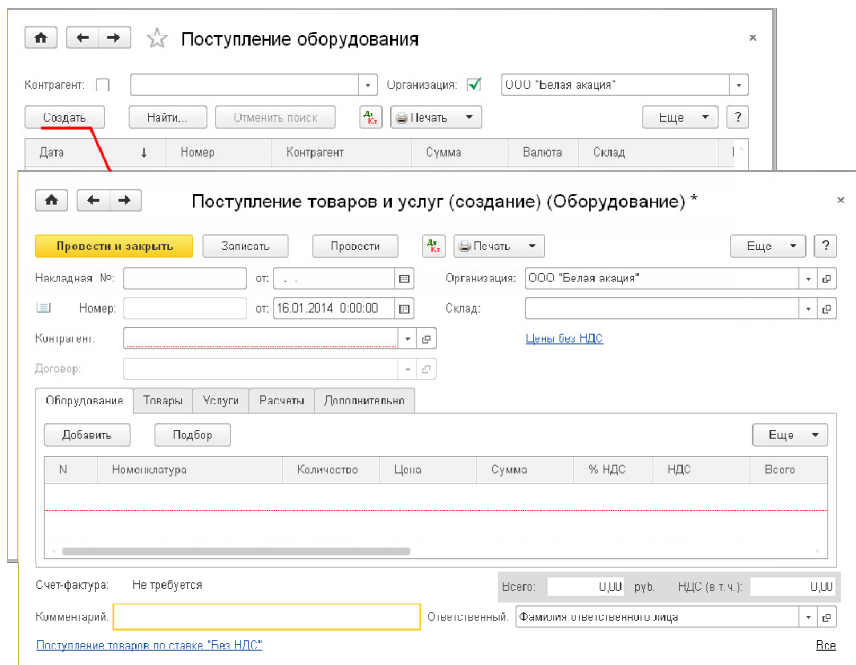 Поступление оборудования
Контрагент: Организация: ООО "Белая акация"
Создать Найти... Отменить поиск Дт Кт Печать Еще ?
Дата ↓ Номер Контрагент Сумма Валюта Склад
Поступление товаров и услуг (создание) (Оборудование) *
Провести и закрыть Записать Провести Дт Кт Печать Еще ?
Накладная №: от: . . Организация: ООО "Белая акация"
Номер: от: 16.01.2014 0:00:00 Склад:
Контрагент: Цены без НДС
Договор:
Оборудование Товары Услуги Расчеты Дополнительно
Добавить Подбор Еще
N Номенклатура Количество Цена Сумма % НДС НДС Всего
Счет-фактура: Не требуется Всего: 0,00 руб. НДС (в т.ч.): 0,00
Комментарий: Ответственный: Фамилия ответственного лица
Поступление товаров по ставке "Без НДС" Все